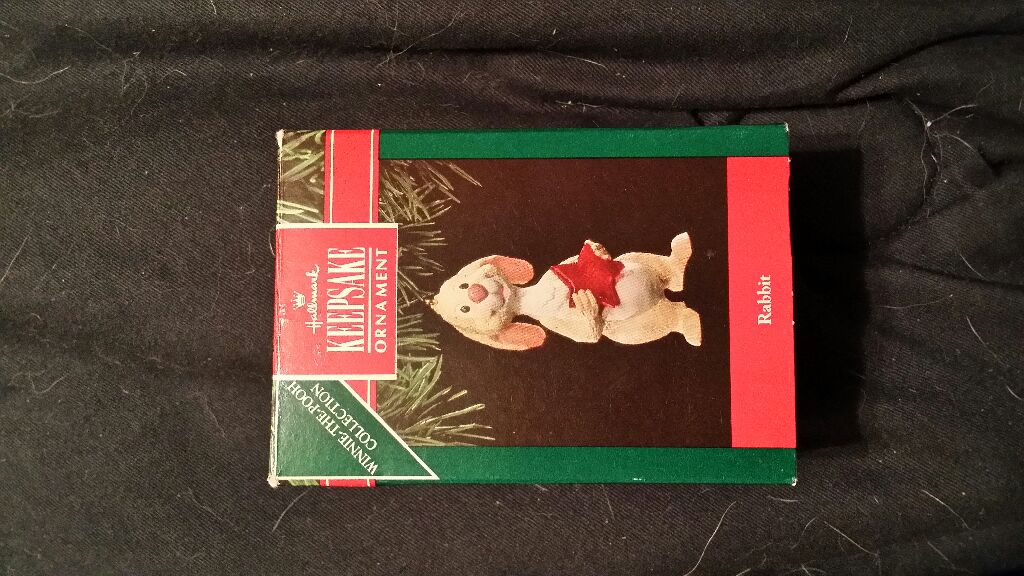 Hallmark
KEEPSAKE
ORNAMENT
WINNIE-THE-POOH
COLLECTION
Rabbit